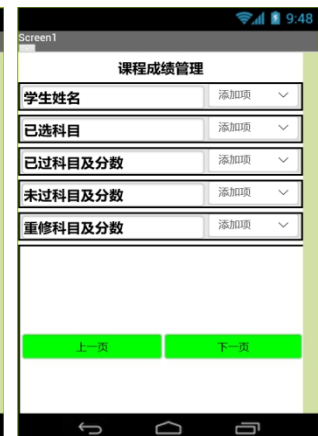 9:48
Screen1
课程成绩管理
学生姓名 添加项
已选科目 添加项
已过科目及分数 添加项
未过科目及分数 添加项
重修科目及分数 添加项
上一页 下一页